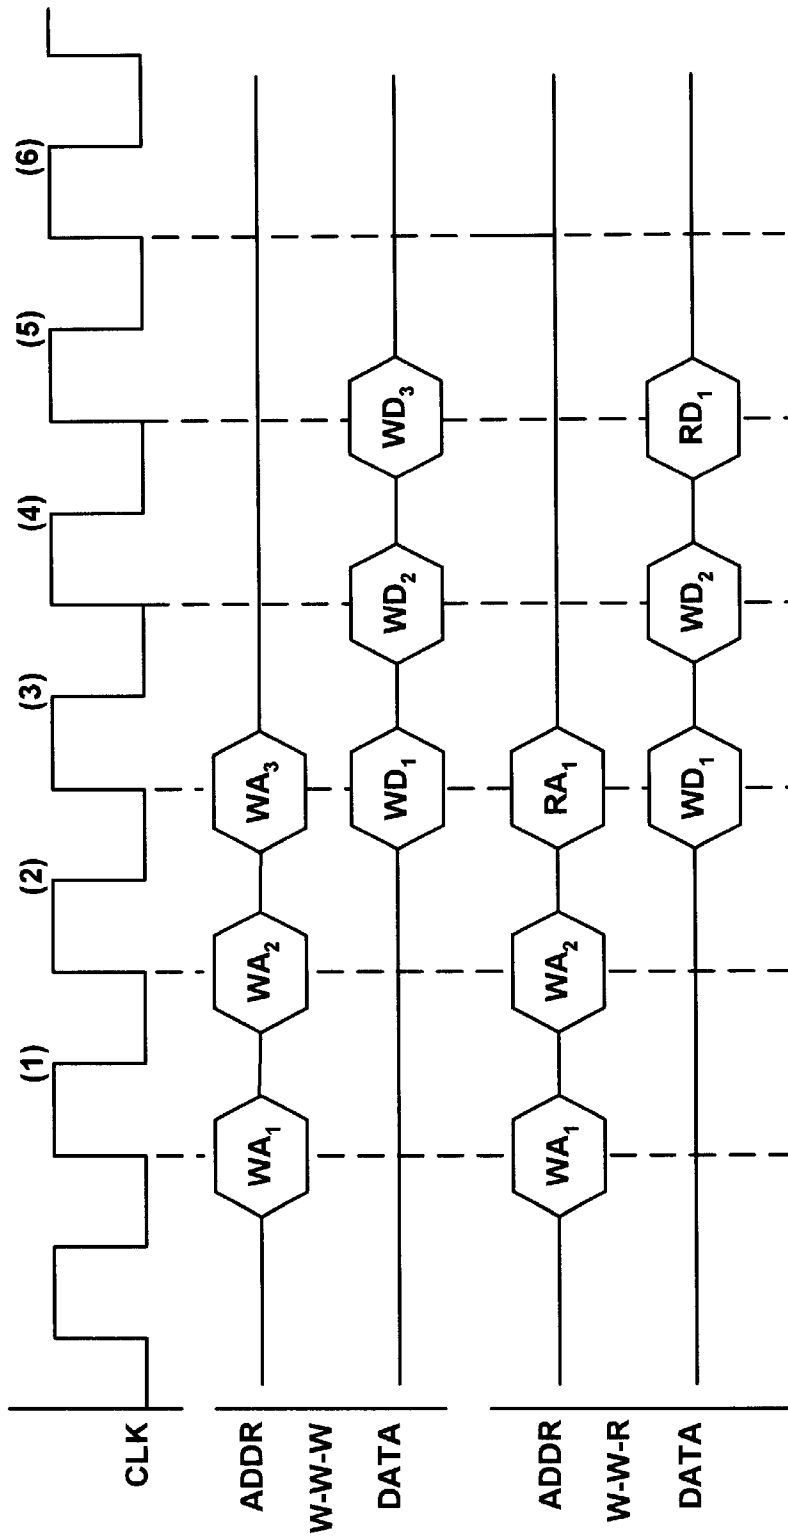 (1) (2) (3) (4) (5) (6)
CLK
ADDR WA₁ WA₂ WA₃
W-W-W
DATA WD₁ WD₂ WD₃
ADDR WA₁ WA₂ RA₁
W-W-R
DATA WD₁ WD₂ RD₁